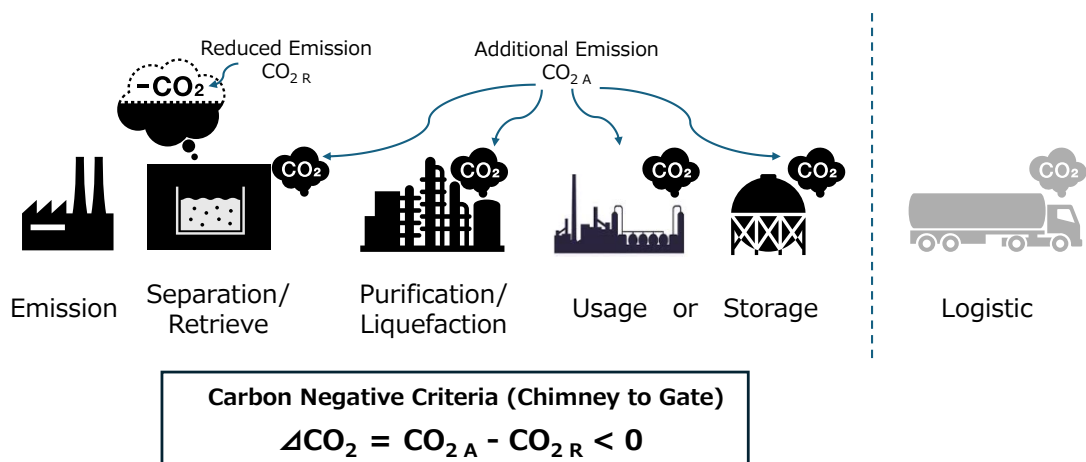 Reduced Emission
CO₂ R
Additional Emission
CO₂ A
-CO₂
CO₂
CO₂
CO₂
CO₂
CO₂
Emission
Separation/
Retrieve
Purification/
Liquefaction
Usage or Storage
Logistic
Carbon Negative Criteria (Chimney to Gate)
⊿CO₂ = CO₂ A - CO₂ R < 0